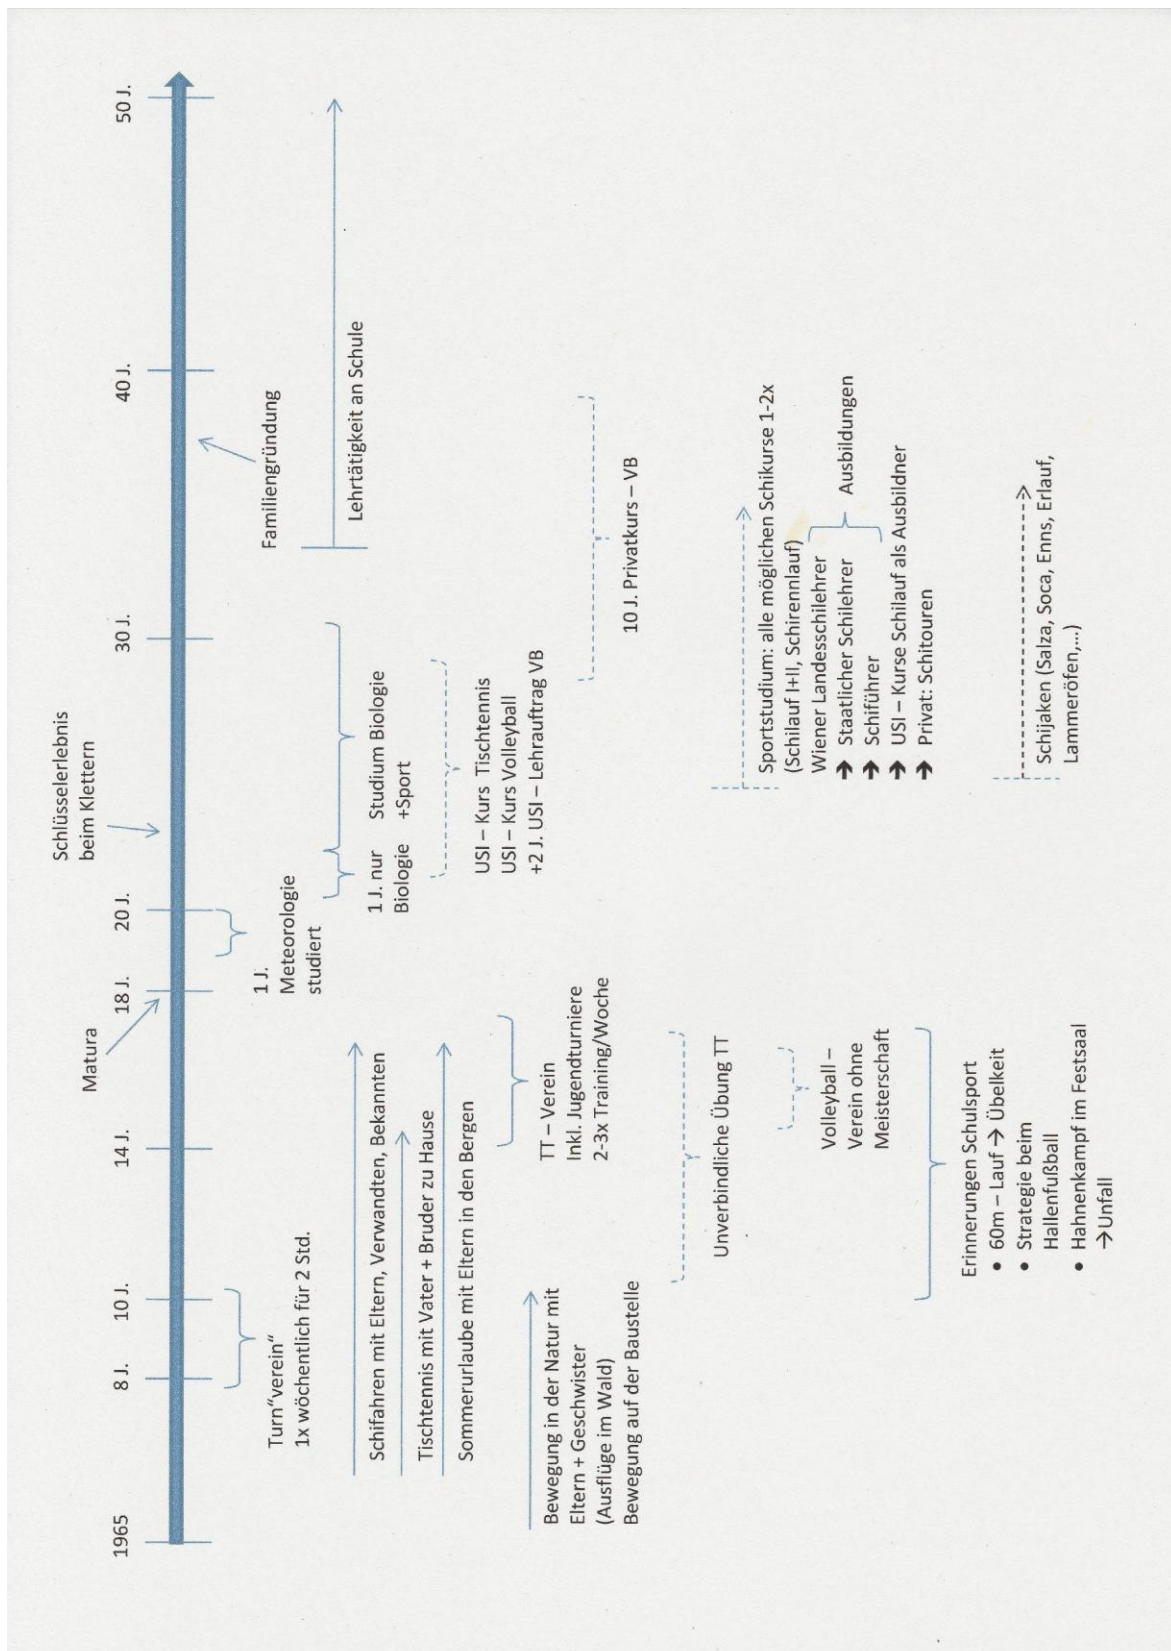 Schlüsselerlebnis
beim Klettern
Matura
1965
8 J.
10 J.
14 J.
18 J.
20 J.
30 J.
40 J.
50 J.
Turn“verein“
1x wöchentlich für 2 Std.
1 J.
Meteorologie
studiert
Familiengründung
Schifahren mit Eltern, Verwandten, Bekannten
Tischtennis mit Vater + Bruder zu Hause
Sommerurlaube mit Eltern in den Bergen
1 J. nur
Biologie
Studium Biologie
+Sport
Lehrtätigkeit an Schule
USI – Kurs Tischtennis
USI – Kurs Volleyball
+2 J. USI – Lehrauftrag VB
Bewegung in der Natur mit
Eltern + Geschwister
(Ausflüge im Wald)
Bewegung auf der Baustelle
TT – Verein
Inkl. Jugendturniere
2-3x Training/Woche
10 J. Privatkurs – VB
Unverbindliche Übung TT
Volleyball –
Verein ohne
Meisterschaft
Sportstudium: alle möglichen Schikurse 1-2x
(Schilauf I+II, Schirennlauf)
Wiener Landesschilehrer
➔ Staatlicher Schilehrer
➔ Schiführer
➔ USI – Kurse Schilauf als Ausbildner
➔ Privat: Schitouren
Ausbildungen
Erinnerungen Schulsport
• 60m – Lauf → Übelkeit
• Strategie beim
Hallenfußball
• Hahnenkampf im Festsaal
→Unfall
Schijaken (Salza, Soca, Enns, Erlauf,
Lammeröfen,...)